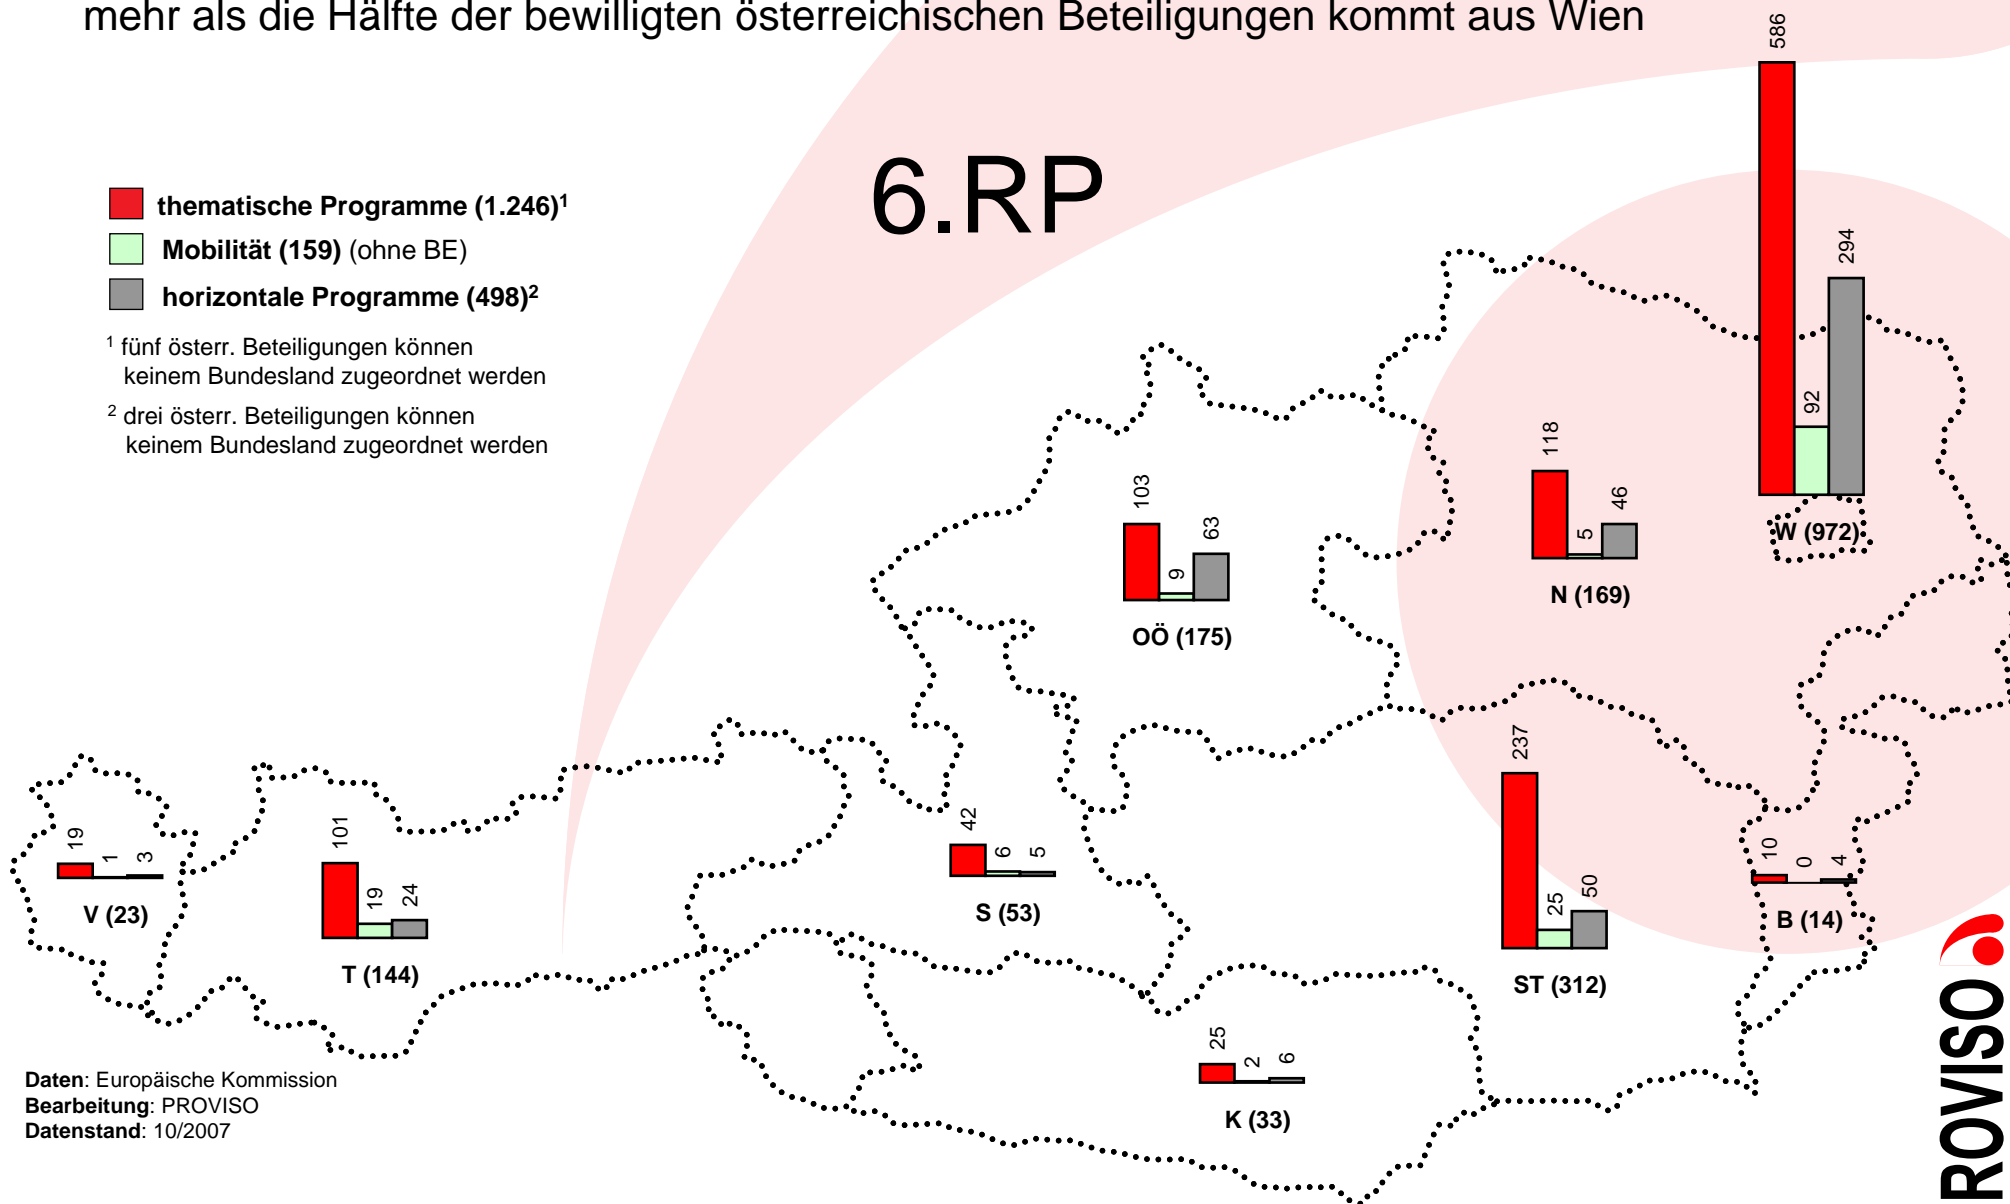 mehr als die Hälfte der bewilligten österreichischen Beteiligungen kommt aus Wien
6.RP
thematische Programme (1.246)¹
Mobilität (159) (ohne BE)
horizontale Programme (498)²
¹ fünf österr. Beteiligungen können
keinem Bundesland zugeordnet werden
² drei österr. Beteiligungen können
keinem Bundesland zugeordnet werden
586
92
294
W (972)
118
5
46
N (169)
103
9
63
OÖ (175)
237
25
50
ST (312)
10
0
4
B (14)
42
6
5
S (53)
101
19
24
T (144)
19
1
3
V (23)
25
2
6
K (33)
Daten: Europäische Kommission
Bearbeitung: PROVISO
Datenstand: 10/2007
ROVISO